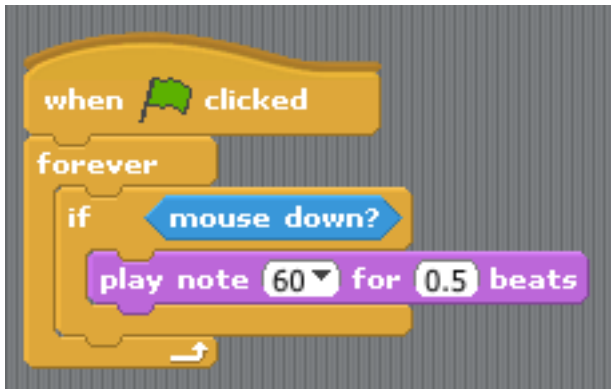 when clicked
forever
if mouse down?
play note 60 for 0.5 beats